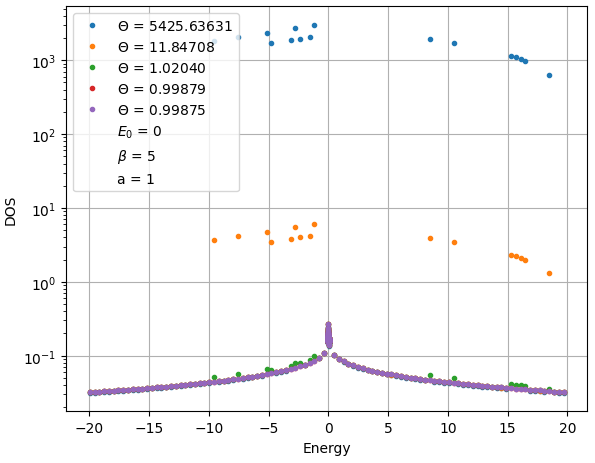 Θ = 5425.63631
Θ = 11.84708
Θ = 1.02040
Θ = 0.99879
Θ = 0.99875
E₀ = 0
β = 5
a = 1
DOS
10³
10²
10¹
10⁰
10⁻¹
−20 −15 −10 −5 0 5 10 15 20
Energy